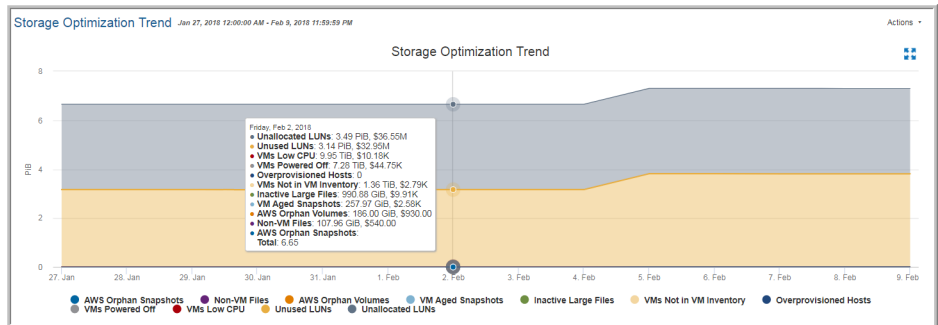 Storage Optimization Trend Jan 27, 2018 12:00:00 AM - Feb 9, 2018 11:59:59 PM
Actions
Storage Optimization Trend
8
6
PIB
4
2
0
Friday, Feb 2, 2018
Unallocated LUNs: 3.49 PiB, $36.55M
Unused LUNs: 3.14 PiB, $32.95M
VMs Low CPU: 9.95 TiB, $10.18K
VMs Powered Off: 7.28 TiB, $44.75K
Overprovisioned Hosts: 0
VMs Not in VM Inventory: 1.36 TiB, $2.79K
Inactive Large Files: 990.88 GiB, $9.91K
VM Aged Snapshots: 257.97 GiB, $2.58K
AWS Orphan Volumes: 186.00 GiB, $930.00
Non-VM Files: 107.96 GiB, $540.00
AWS Orphan Snapshots:
Total: 6.65
27. Jan 28. Jan 29. Jan 30. Jan 31. Jan 1. Feb 2. Feb 3. Feb 4. Feb 5. Feb 6. Feb 7. Feb 8. Feb 9. Feb
AWS Orphan Snapshots Non-VM Files AWS Orphan Volumes VM Aged Snapshots Inactive Large Files VMs Not in VM Inventory Overprovisioned Hosts
VMs Powered Off VMs Low CPU Unused LUNs Unallocated LUNs